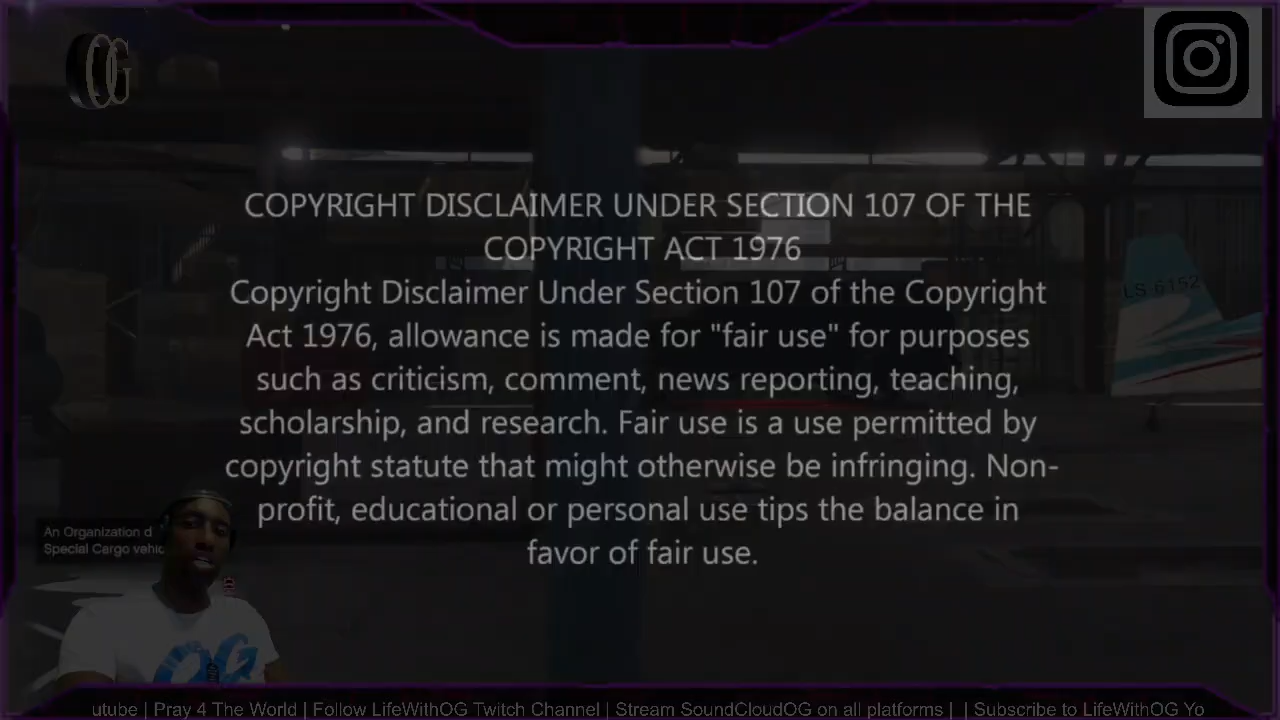 OG
COPYRIGHT DISCLAIMER UNDER SECTION 107 OF THE
COPYRIGHT ACT 1976
Copyright Disclaimer Under Section 107 of the Copyright
Act 1976, allowance is made for "fair use" for purposes
such as criticism, comment, news reporting, teaching,
LS-6152
scholarship, and research. Fair use is a use permitted by
copyright statute that might otherwise be infringing. Non-
profit, educational or personal use tips the balance in
favor of fair use.
An Organization d
Special Cargo vehic
OG
utube | Pray 4 The World | Follow LifeWithOG Twitch Channel | Stream SoundCloudOG on all platforms | | Subscribe to LifeWithOG Yo